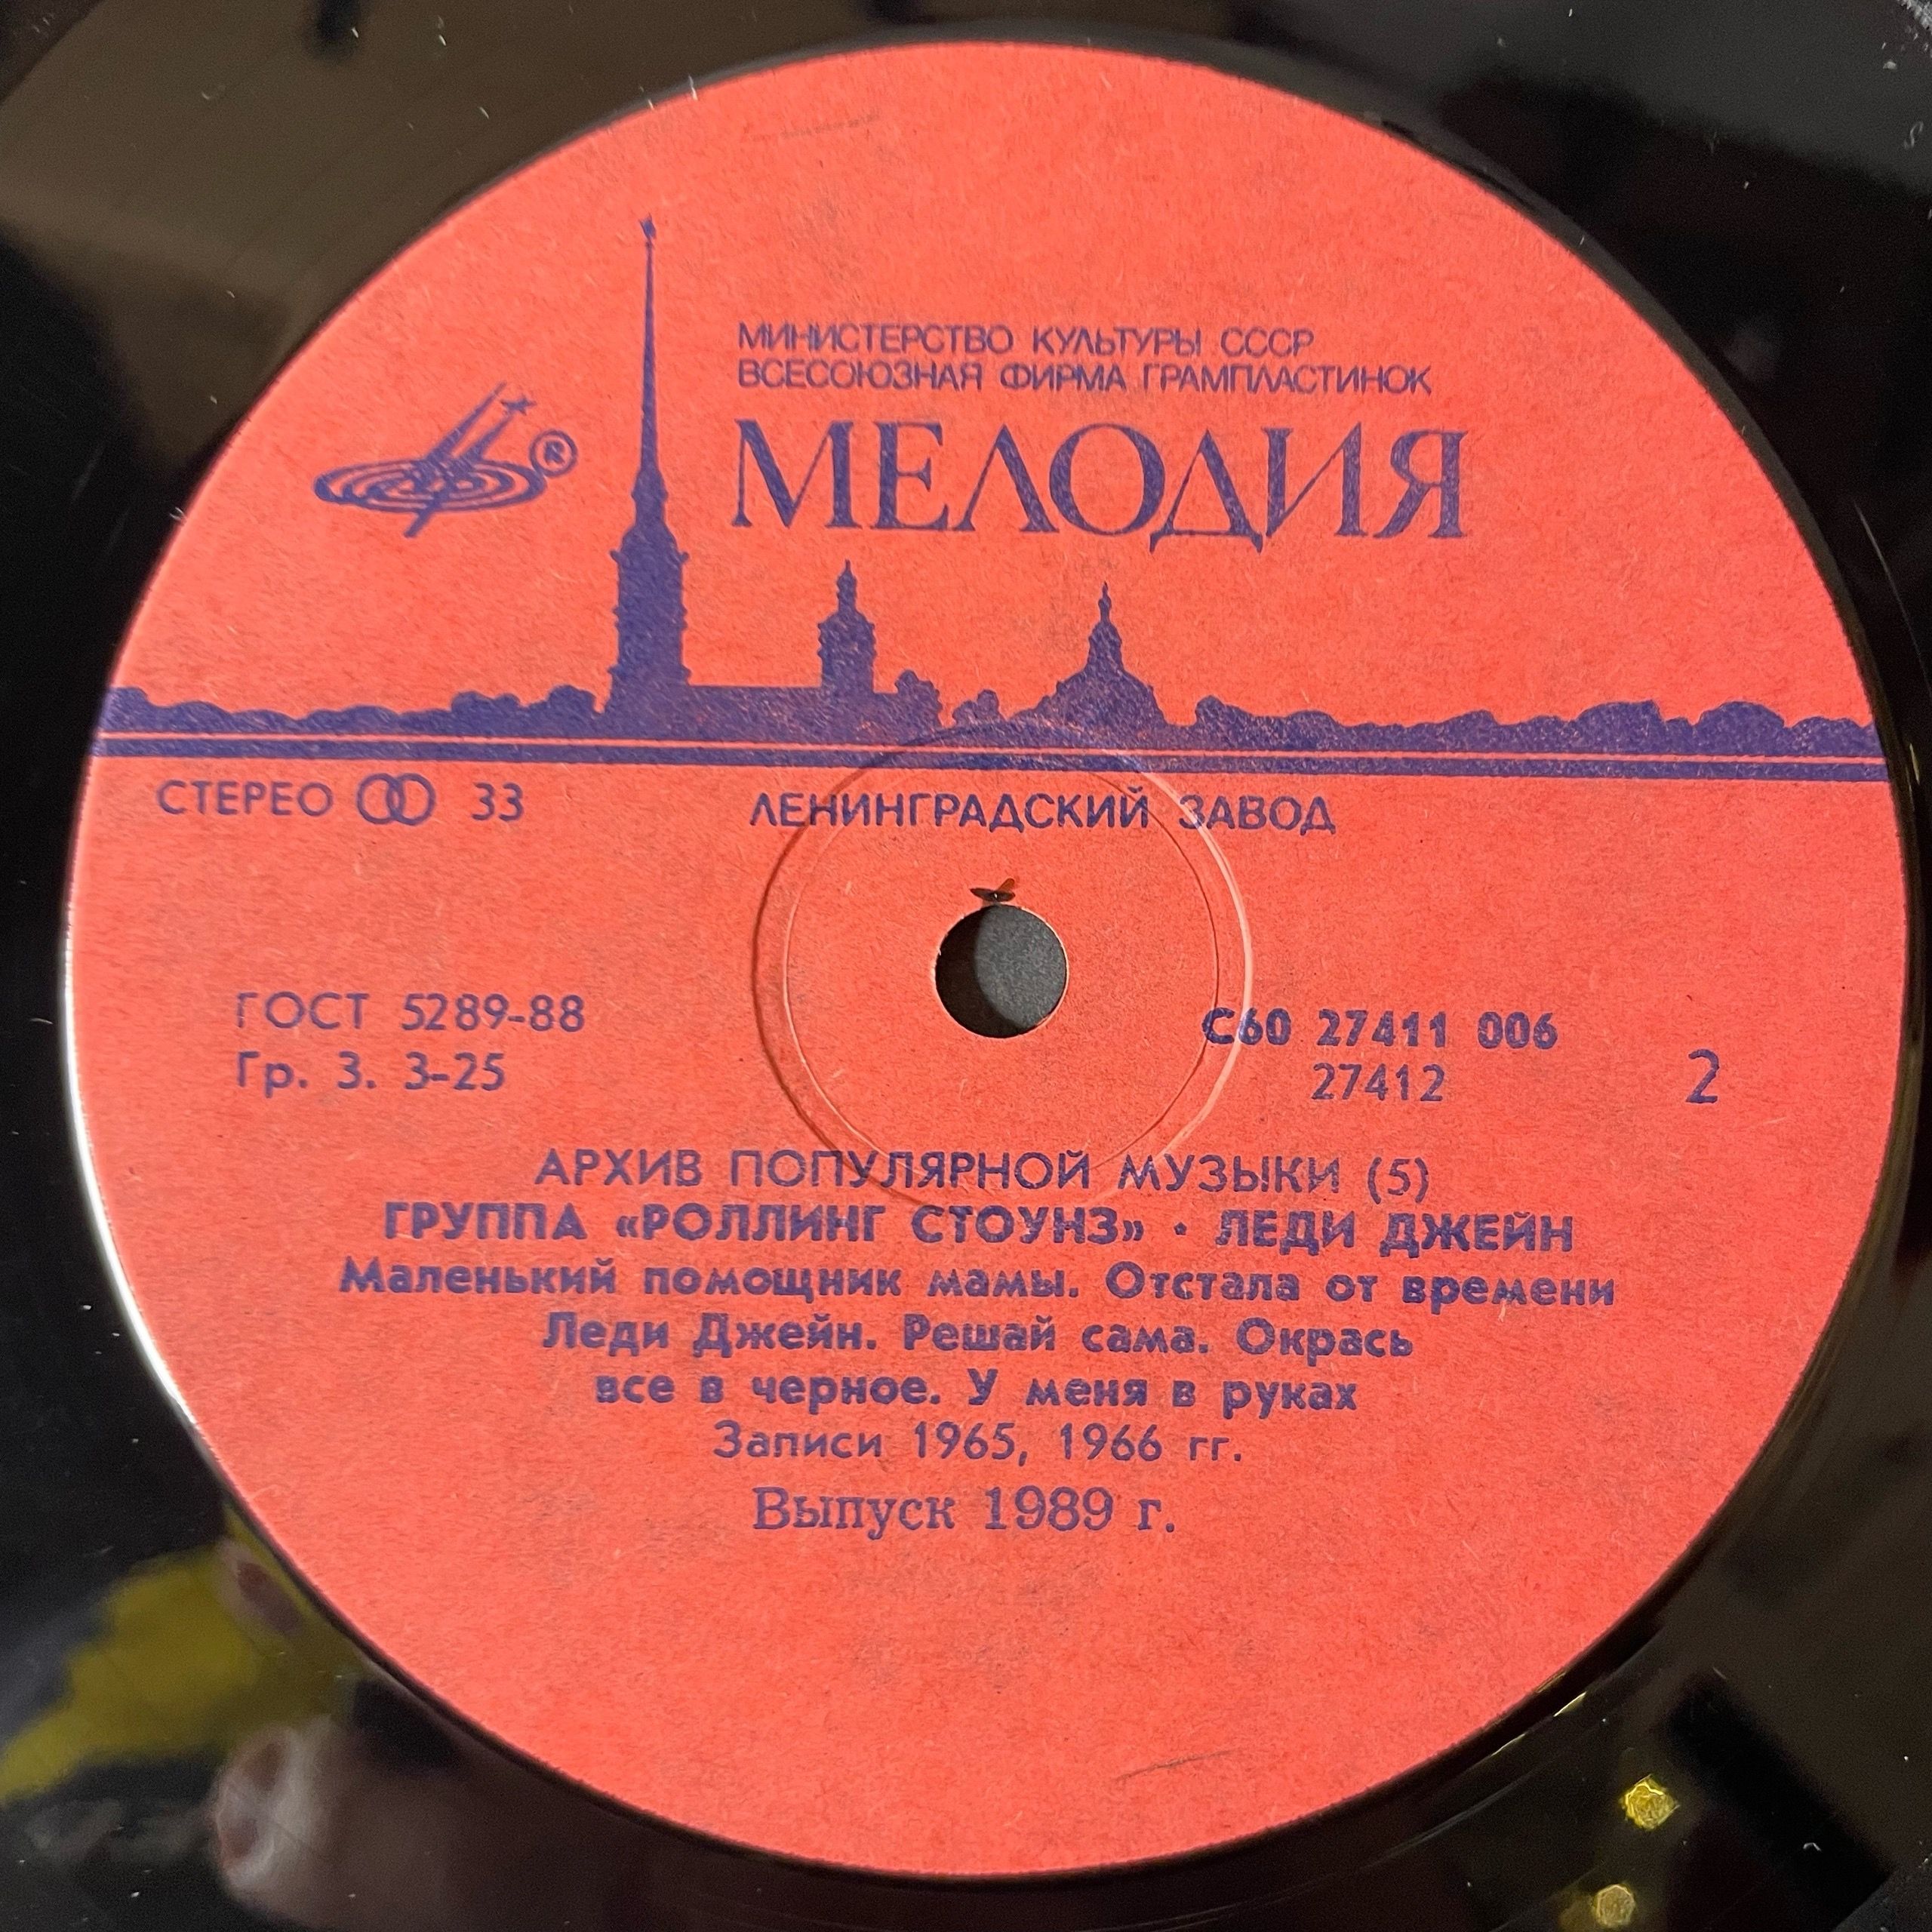 МИНИСТЕРСТВО КУЛЬТУРЫ СССР
ВСЕСОЮЗНАЯ ФИРМА ГРАМПЛАСТИНОК
МЕЛОДИЯ
®
СТЕРЕО 33
ЛЕНИНГРАДСКИЙ ЗАВОД
ГОСТ 5289-88
Гр. 3. 3-25
С60 27411 006
27412
2
АРХИВ ПОПУЛЯРНОЙ МУЗЫКИ (5)
ГРУППА «РОЛЛИНГ СТОУНЗ» · ЛЕДИ ДЖЕЙН
Маленький помощник мамы. Отстала от времени
Леди Джейн. Решай сама. Окрась
все в черное. У меня в руках
Записи 1965, 1966 гг.
Выпуск 1989 г.